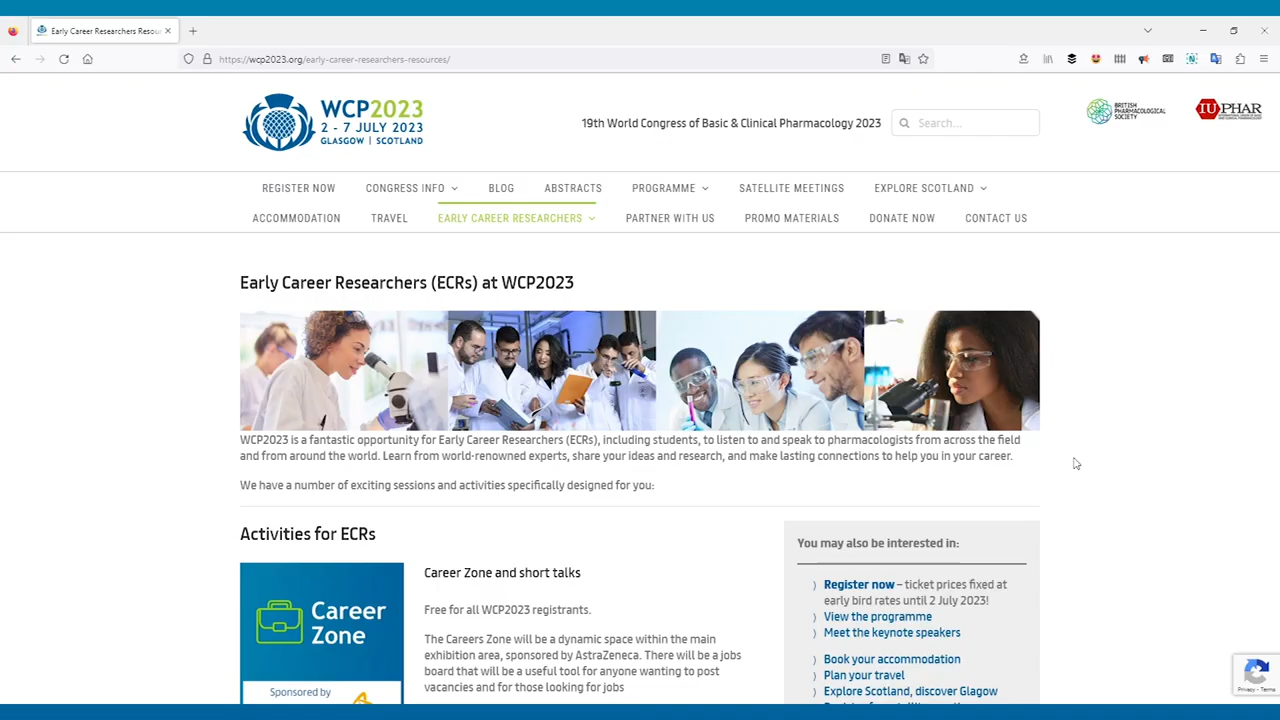 Early Career Researchers Resou
https://wcp2023.org/early-career-researchers-resources/
WCP2023
2 - 7 JULY 2023
GLASGOW | SCOTLAND
19th World Congress of Basic & Clinical Pharmacology 2023
Search...
BRITISH
PHARMACOLOGICAL
SOCIETY
IUPHAR
REGISTER NOW
CONGRESS INFO
BLOG
ABSTRACTS
PROGRAMME
SATELLITE MEETINGS
EXPLORE SCOTLAND
ACCOMMODATION
TRAVEL
EARLY CAREER RESEARCHERS
PARTNER WITH US
PROMO MATERIALS
DONATE NOW
CONTACT US
Early Career Researchers (ECRs) at WCP2023
WCP2023 is a fantastic opportunity for Early Career Researchers (ECRs), including students, to listen to and speak to pharmacologists from across the field
and from around the world. Learn from world-renowned experts, share your ideas and research, and make lasting connections to help you in your career.
We have a number of exciting sessions and activities specifically designed for you:
Activities for ECRs
Career
Zone
Sponsored by
Career Zone and short talks
Free for all WCP2023 registrants.
The Careers Zone will be a dynamic space within the main
exhibition area, sponsored by AstraZeneca. There will be a jobs
board that will be a useful tool for anyone wanting to post
vacancies and for those looking for jobs
You may also be interested in:
Register now – ticket prices fixed at
early bird rates until 2 July 2023!
View the programme
Meet the keynote speakers
Book your accommodation
Plan your travel
Explore Scotland, discover Glagow
Privacy - Terms